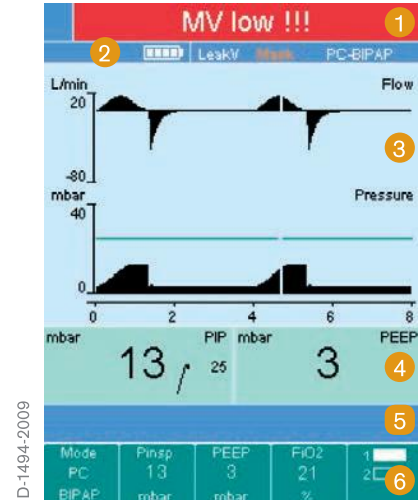 MV low !!! 1
2 LeakV Mask PC-BIPAP
L/min Flow
20
3
-80
mbar Pressure
40
0
0 2 4 6 8
mbar PIP mbar PEEP
13 / 25 3 4
5
Mode Pinsp PEEP FiO2 1
PC 13 3 21 2 6
BIPAP mbar mbar %
D-1494-2009